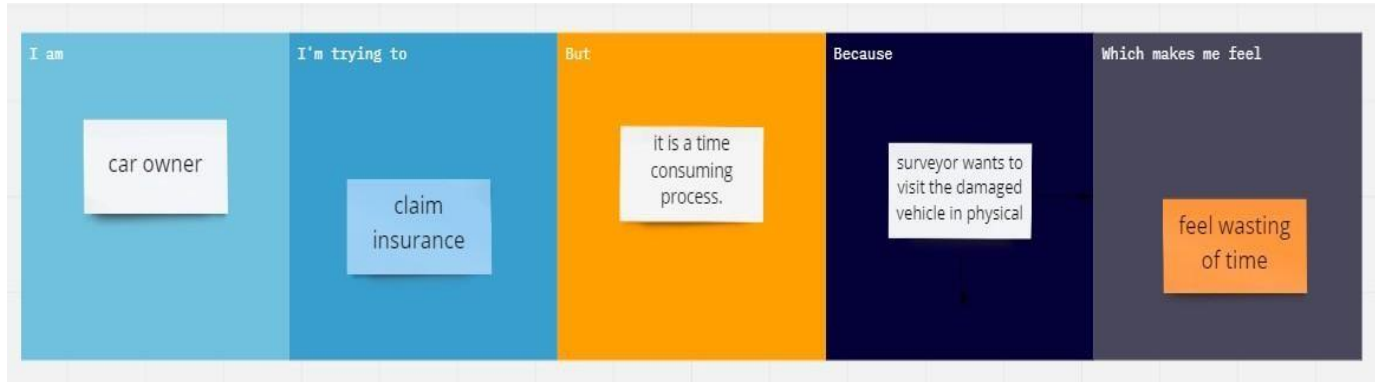 I am
car owner
I'm trying to
claim
insurance
But
it is a time
consuming
process.
Because
surveyor wants to
visit the damaged
vehicle in physical
Which makes me feel
feel wasting
of time